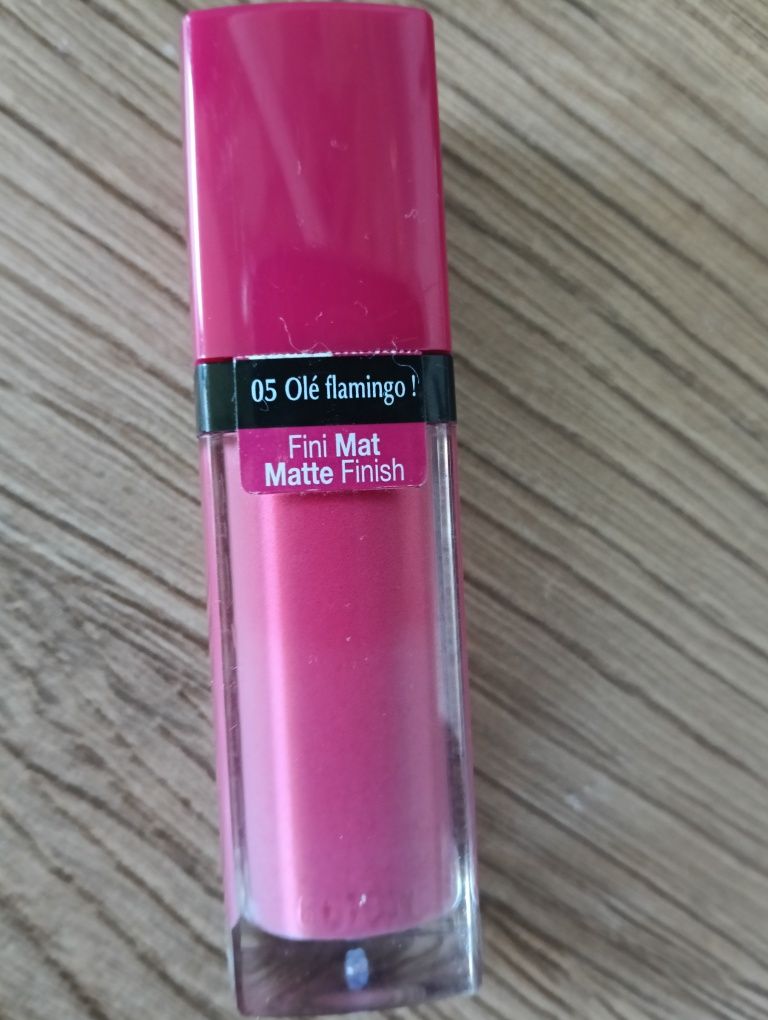 05 Olé flamingo !
Fini Mat
Matte Finish